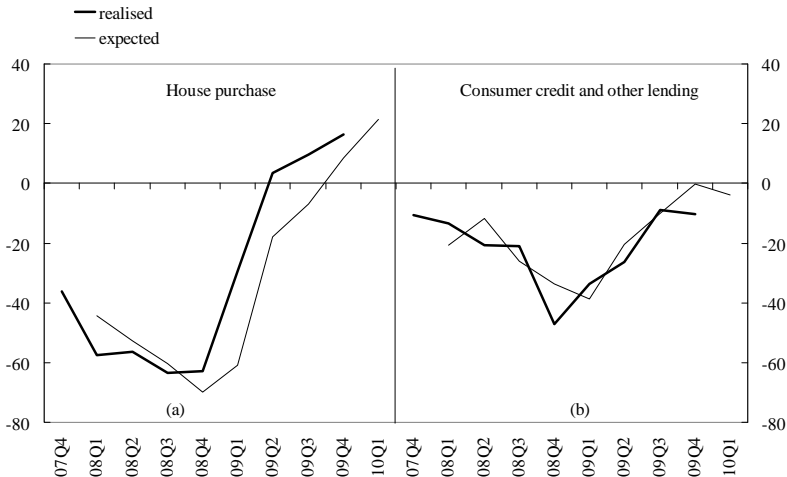 realised
expected
40 40
House purchase Consumer credit and other lending
20 20
0 0
-20 -20
-40 -40
-60 -60
(a) (b)
-80 -80
07Q4 08Q1 08Q2 08Q3 08Q4 09Q1 09Q2 09Q3 09Q4 10Q1 07Q4 08Q1 08Q2 08Q3 08Q4 09Q1 09Q2 09Q3 09Q4 10Q1